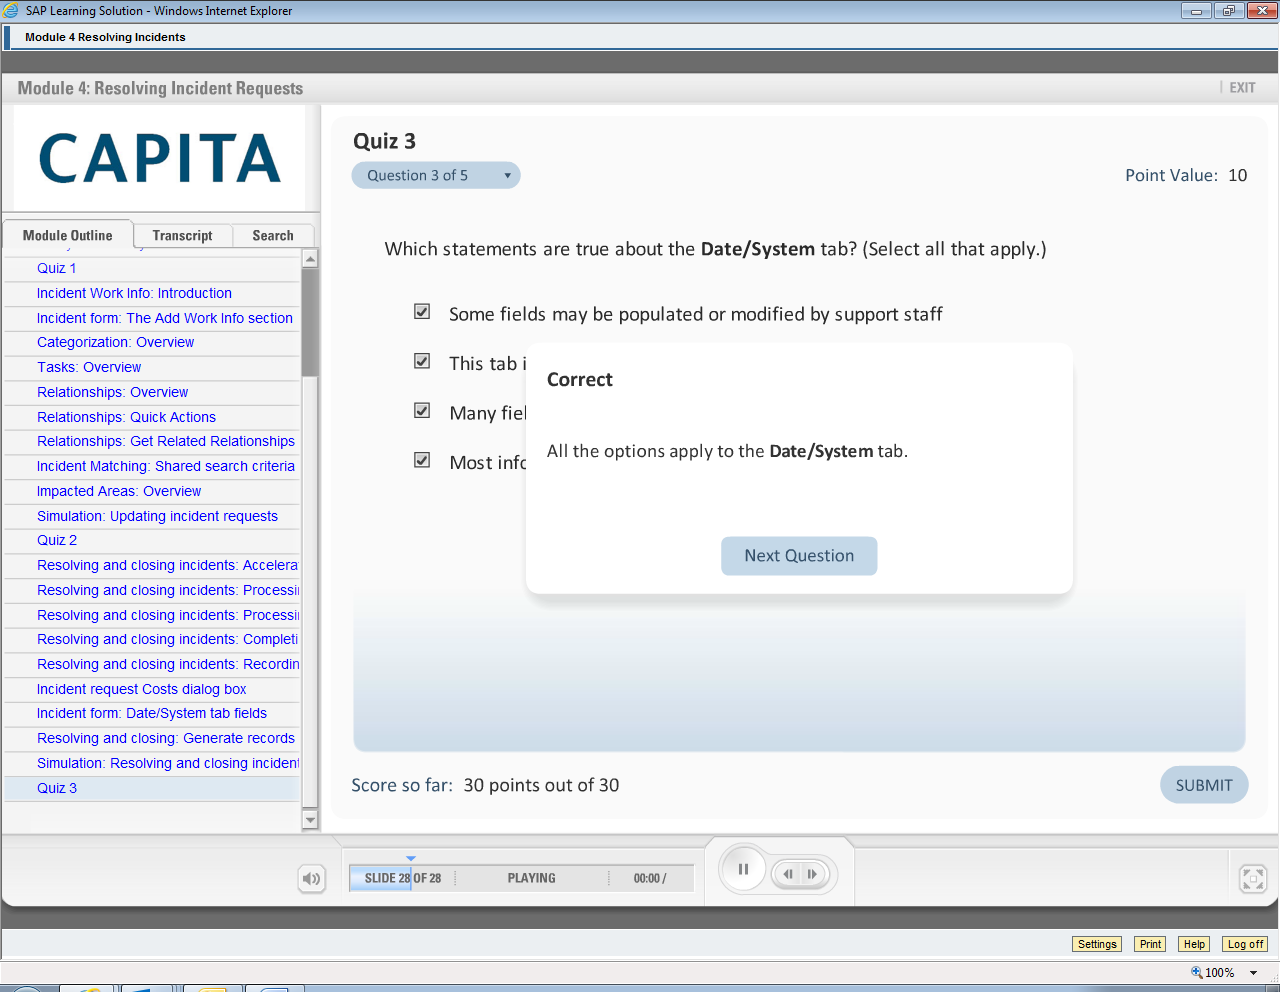 SAP Learning Solution - Windows Internet Explorer
Module 4 Resolving Incidents
Module 4: Resolving Incident Requests
EXIT
CAPITA
Module Outline
Transcript
Search
Quiz 1
Incident Work Info: Introduction
Incident form: The Add Work Info section
Categorization: Overview
Tasks: Overview
Relationships: Overview
Relationships: Quick Actions
Relationships: Get Related Relationships
Incident Matching: Shared search criteria
Impacted Areas: Overview
Simulation: Updating incident requests
Quiz 2
Resolving and closing incidents: Accelera
Resolving and closing incidents: Processi
Resolving and closing incidents: Processi
Resolving and closing incidents: Completi
Resolving and closing incidents: Recordin
Incident request Costs dialog box
Incident form: Date/System tab fields
Resolving and closing: Generate records
Simulation: Resolving and closing incident
Quiz 3
Quiz 3
Question 3 of 5
Point Value: 10
Which statements are true about the Date/System tab? (Select all that apply.)
Some fields may be populated or modified by support staff
This tab i
Many fiel
Most info
Correct
All the options apply to the Date/System tab.
Next Question
Score so far: 30 points out of 30
SUBMIT
SLIDE 28 OF 28
PLAYING
00:00 /
Settings
Print
Help
Log off
100%